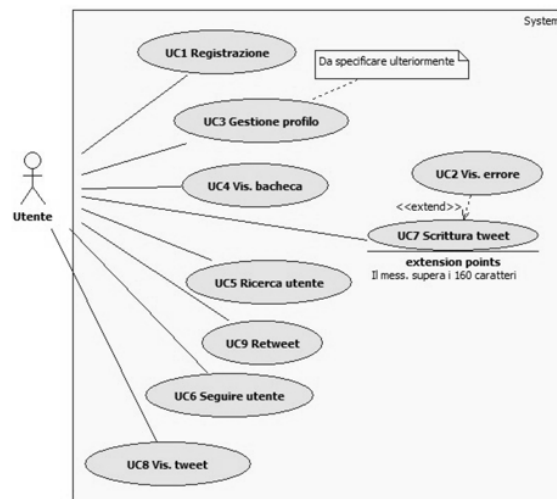 System
UC1 Registrazione
Da specificare ulteriormente
UC3 Gestione profilo
UC2 Vis. errore
UC4 Vis. bacheca
Utente
<<extend>>
UC7 Scrittura tweet
extension points
Il mess. supera i 160 caratteri
UC5 Ricerca utente
UC9 Retweet
UC6 Seguire utente
UC8 Vis. tweet